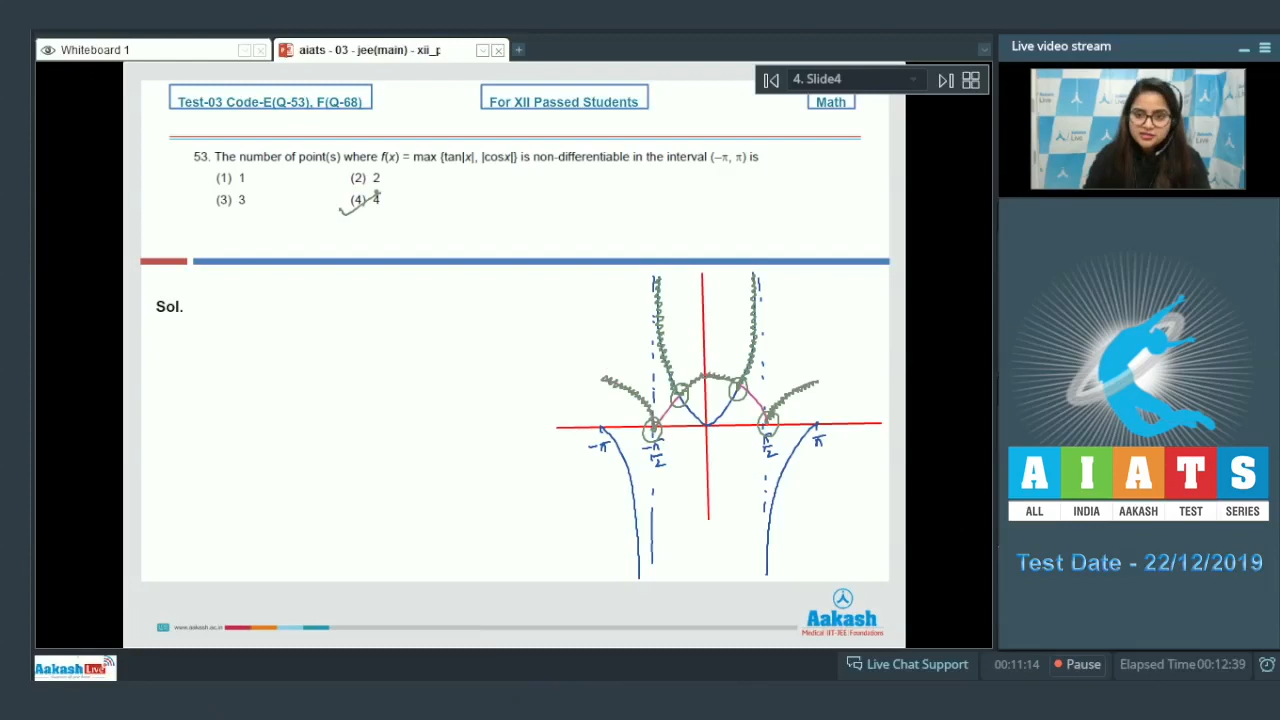 Whiteboard 1
aiats - 03 - jee(main) - xii_p
Live video stream
4. Slide4
Test-03 Code-E(Q-53), F(Q-68)
For XII Passed Students
Math
53. The number of point(s) where f(x) = max {tan|x|, |cosx|} is non-differentiable in the interval (–π, π) is
(1) 1
(2) 2
(3) 3
(4) 4
Sol.
-π
-π/2
π/2
π
AIATS
ALL INDIA AAKASH TEST SERIES
Test Date - 22/12/2019
www.aakash.ac.in
Aakash
Medical|IIT-JEE|Foundations
Aakash Live
Live Chat Support
00:11:14
Pause
Elapsed Time 00:12:39